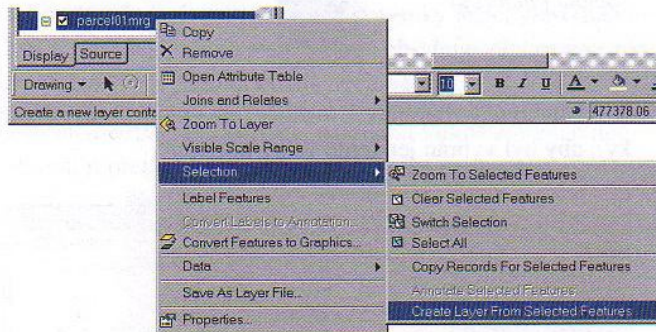 parcel01mrg
Display Source
Drawing
Create a new layer conta
Copy
Remove
Open Attribute Table
Joins and Relates
Zoom To Layer
Visible Scale Range
Selection
Label Features
Convert Labels to Annotation...
Convert Features to Graphics...
Data
Save As Layer File...
Properties...
10 B I U A
477378.06
Zoom To Selected Features
Clear Selected Features
Switch Selection
Select All
Copy Records For Selected Features
Annotate Selected Features
Create Layer From Selected Features